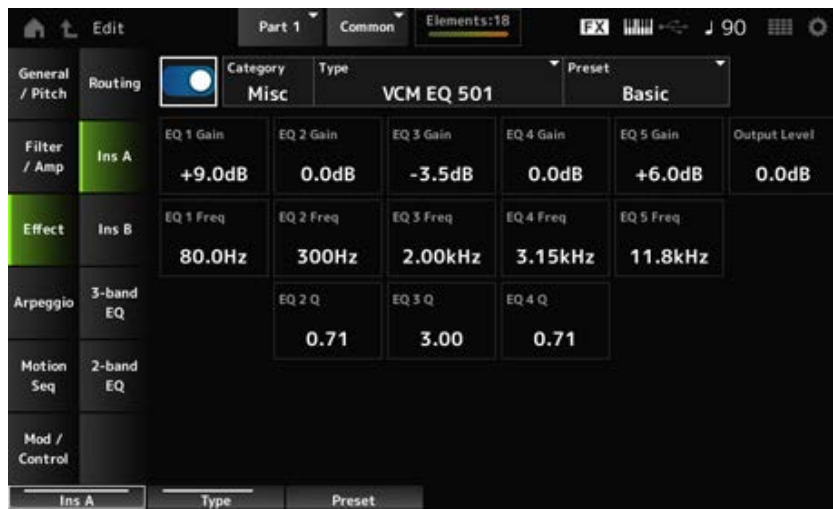 Edit
Part 1
Common
Elements:18
FX
90
General / Pitch
Routing
Category
Misc
Type
VCM EQ 501
Preset
Basic
Filter / Amp
Ins A
EQ 1 Gain
+9.0dB
EQ 2 Gain
0.0dB
EQ 3 Gain
-3.5dB
EQ 4 Gain
0.0dB
EQ 5 Gain
+6.0dB
Output Level
0.0dB
Effect
Ins B
EQ 1 Freq
80.0Hz
EQ 2 Freq
300Hz
EQ 3 Freq
2.00kHz
EQ 4 Freq
3.15kHz
EQ 5 Freq
11.8kHz
Arpeggio
3-band EQ
EQ 2 Q
0.71
EQ 3 Q
3.00
EQ 4 Q
0.71
Motion Seq
2-band EQ
Mod / Control
Ins A
Type
Preset